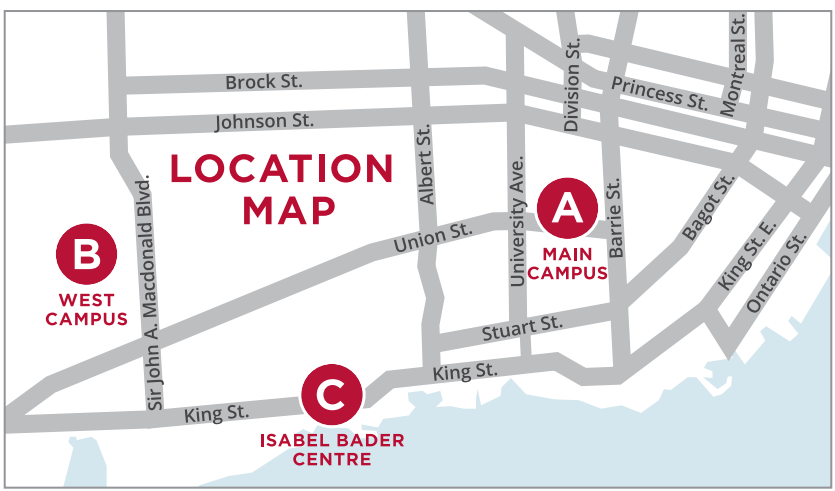 Brock St.
Johnson St.
LOCATION
MAP
Princess St.
Division St.
Montreal St.
Albert St.
University Ave.
Barrie St.
Bagot St.
King St. E.
Ontario St.
Sir John A. Macdonald Blvd.
Union St.
Stuart St.
King St.
King St.
A
MAIN
CAMPUS
B
WEST
CAMPUS
C
ISABEL BADER
CENTRE